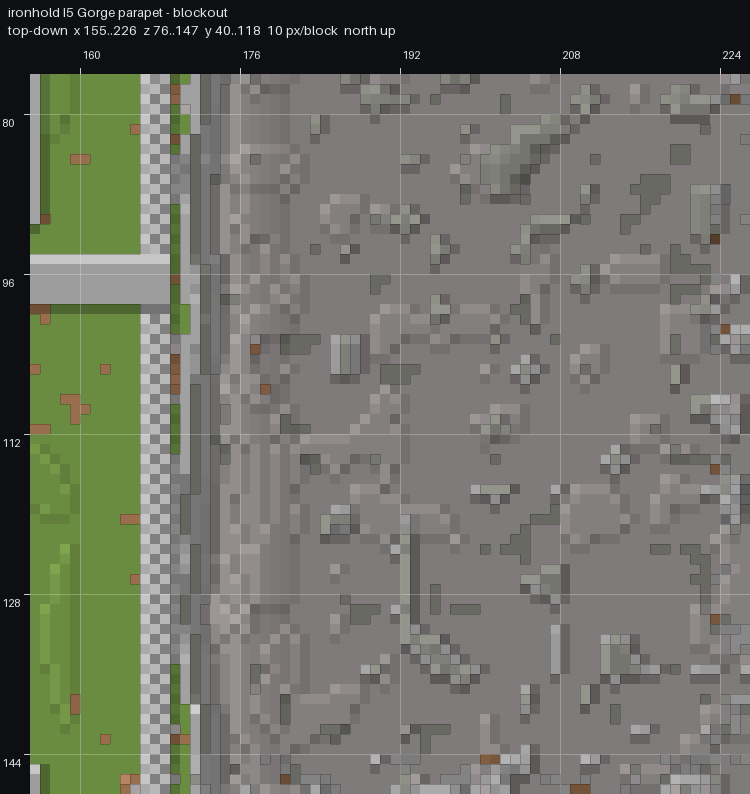 ironhold I5 Gorge parapet - blockout
top-down  x 155..226  z 76..147  y 40..118  10 px/block  north up
160 176 192 208 224
80
96
112
128
144